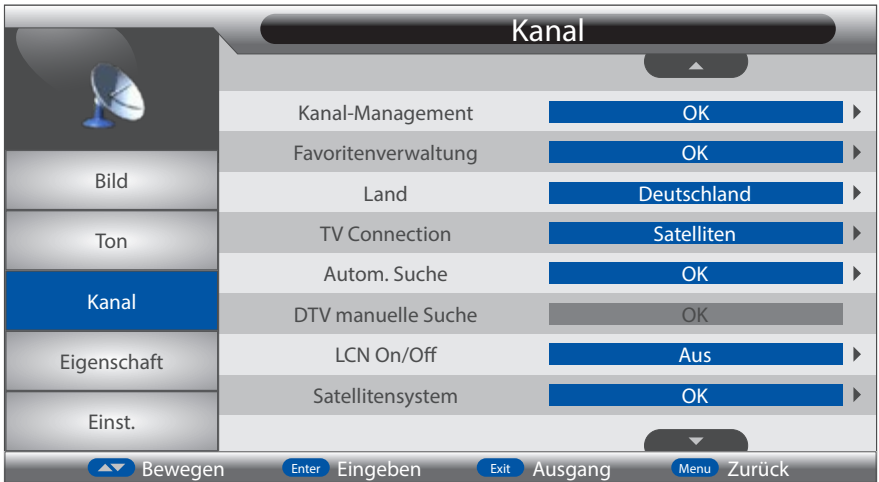 Kanal
Kanal-Management OK
Favoritenverwaltung OK
Land Deutschland
TV Connection Satelliten
Autom. Suche OK
DTV manuelle Suche OK
LCN On/Off Aus
Satellitensystem OK
Bild
Ton
Kanal
Eigenschaft
Einst.
Bewegen Enter Eingeben Exit Ausgang Menu Zurück